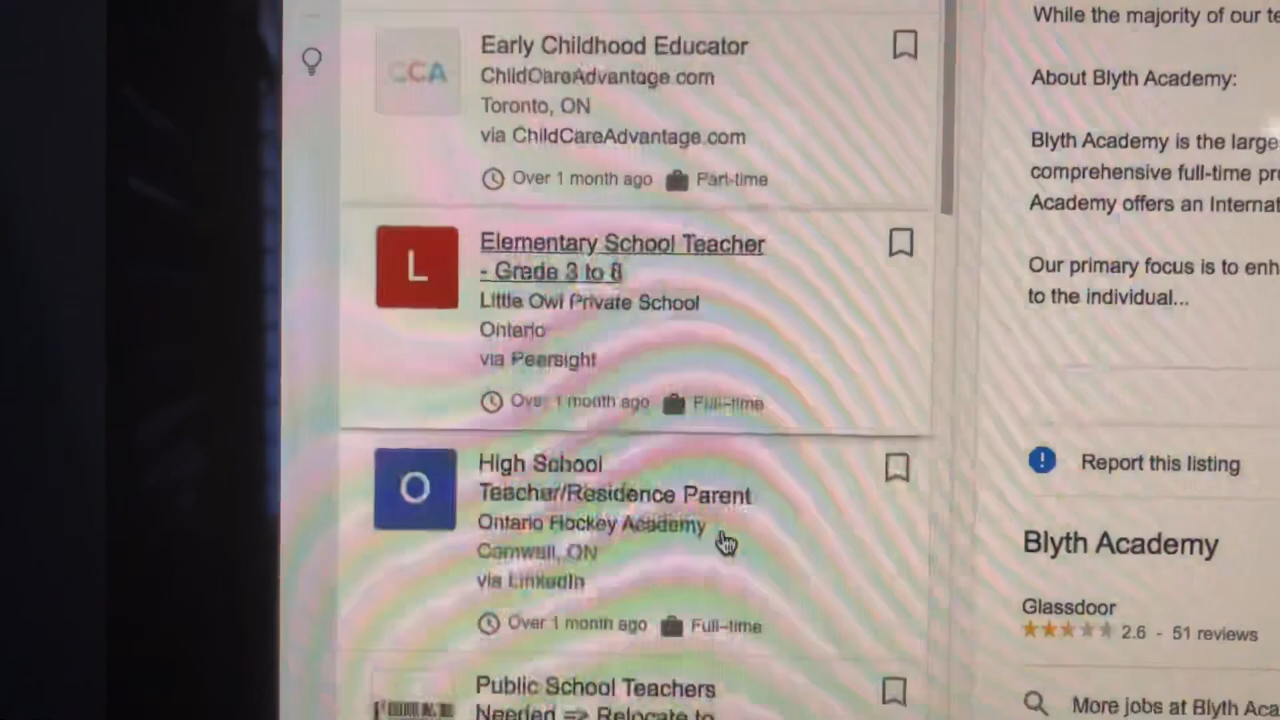 CCA
Early Childhood Educator
ChildCareAdvantage.com
Toronto, ON
via ChildCareAdvantage.com
Over 1 month ago Part-time
L
Elementary School Teacher
- Grade 3 to 8
Little Owl Private School
Ontario
via Peersight
Over 1 month ago Full-time
O
High School
Teacher/Residence Parent
Ontario Hockey Academy
Cornwall, ON
via LinkedIn
Over 1 month ago Full-time
Public School Teachers
Needed => Relocate to
While the majority of our te
About Blyth Academy:
Blyth Academy is the large
comprehensive full-time pr
Academy offers an Internat
Our primary focus is to enh
to the individual...
Report this listing
Blyth Academy
Glassdoor
2.6 - 51 reviews
More jobs at Blyth Aca